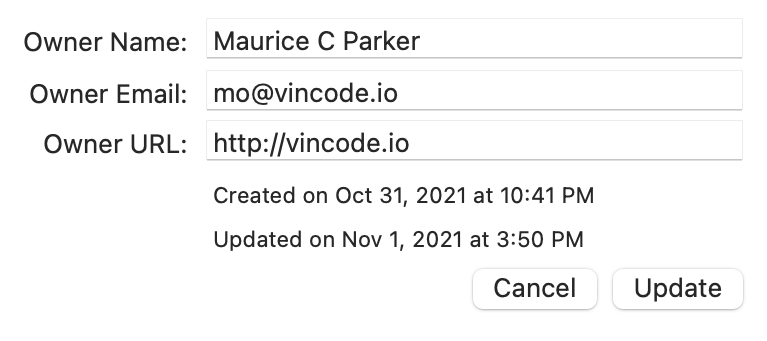 Owner Name: Maurice C Parker
Owner Email: mo@vincode.io
Owner URL: http://vincode.io
Created on Oct 31, 2021 at 10:41 PM
Updated on Nov 1, 2021 at 3:50 PM
Cancel Update